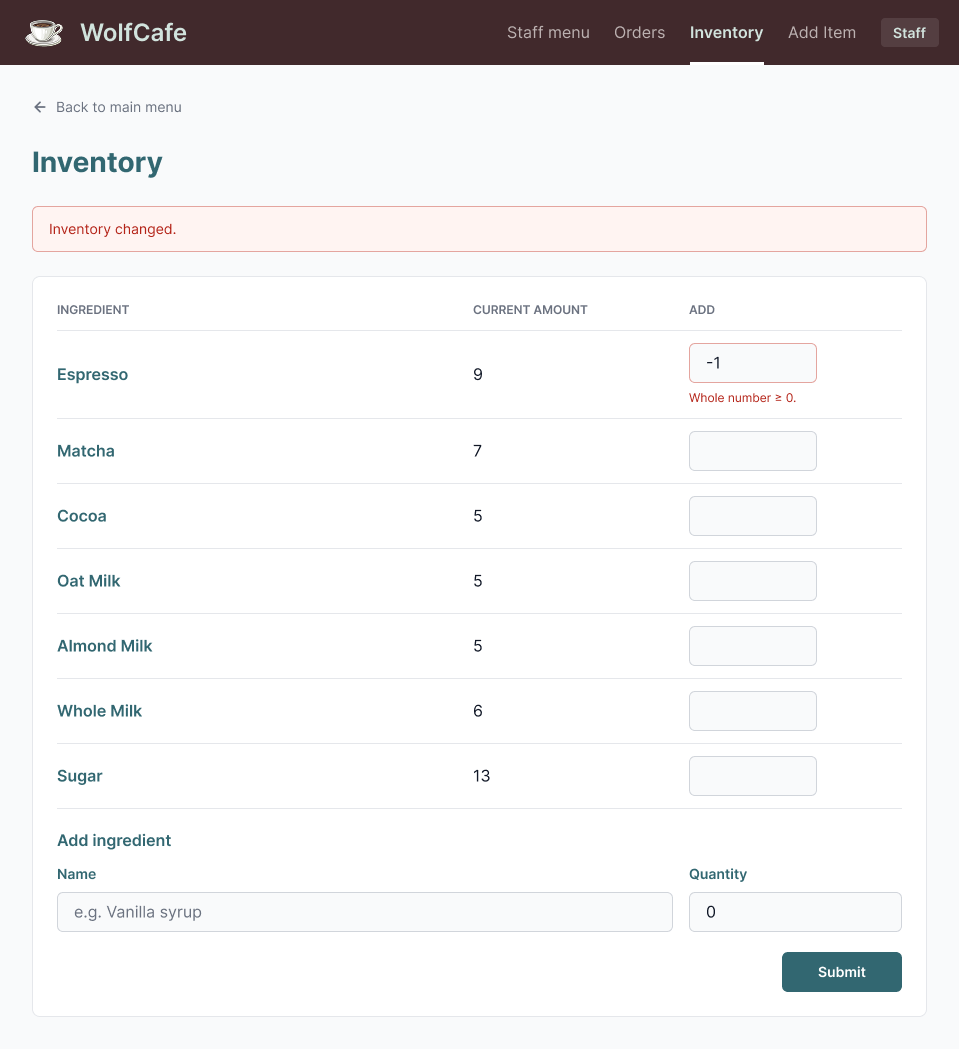 WolfCafe
Staff menu Orders Inventory Add Item Staff
Back to main menu
Inventory
Inventory changed.
INGREDIENT CURRENT AMOUNT ADD
Espresso 9 -1
Whole number ≥ 0.
Matcha 7
Cocoa 5
Oat Milk 5
Almond Milk 5
Whole Milk 6
Sugar 13
Add ingredient
Name Quantity
e.g. Vanilla syrup 0
Submit